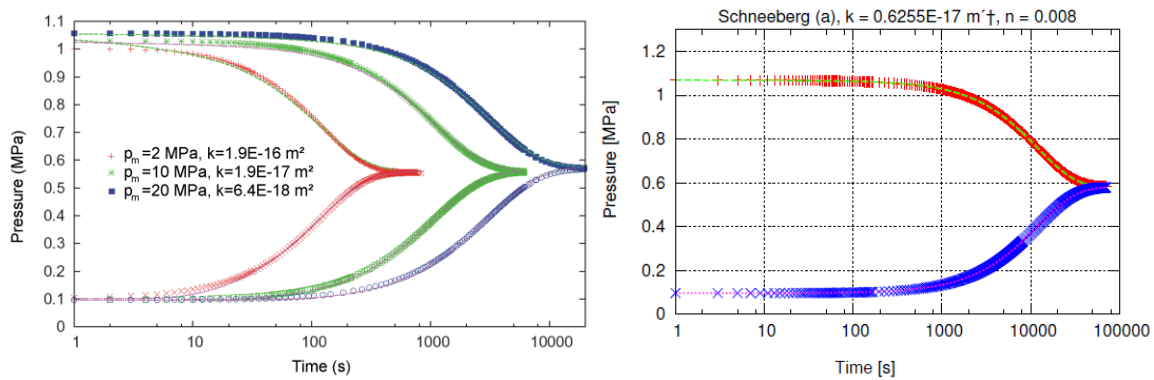 1.1
1
0.9
0.8
0.7
0.6
0.5
0.4
0.3
0.2
0.1
0
Pressure (MPa)
pm=2 MPa, k=1.9E-16 m²
pm=10 MPa, k=1.9E-17 m²
pm=20 MPa, k=6.4E-18 m²
1 10 100 1000 10000
Time (s)
Schneeberg (a), k = 0.6255E-17 m´†, n = 0.008
1.2
1
0.8
0.6
0.4
0.2
0
Pressure [MPa]
1 10 100 1000 10000 100000
Time [s]